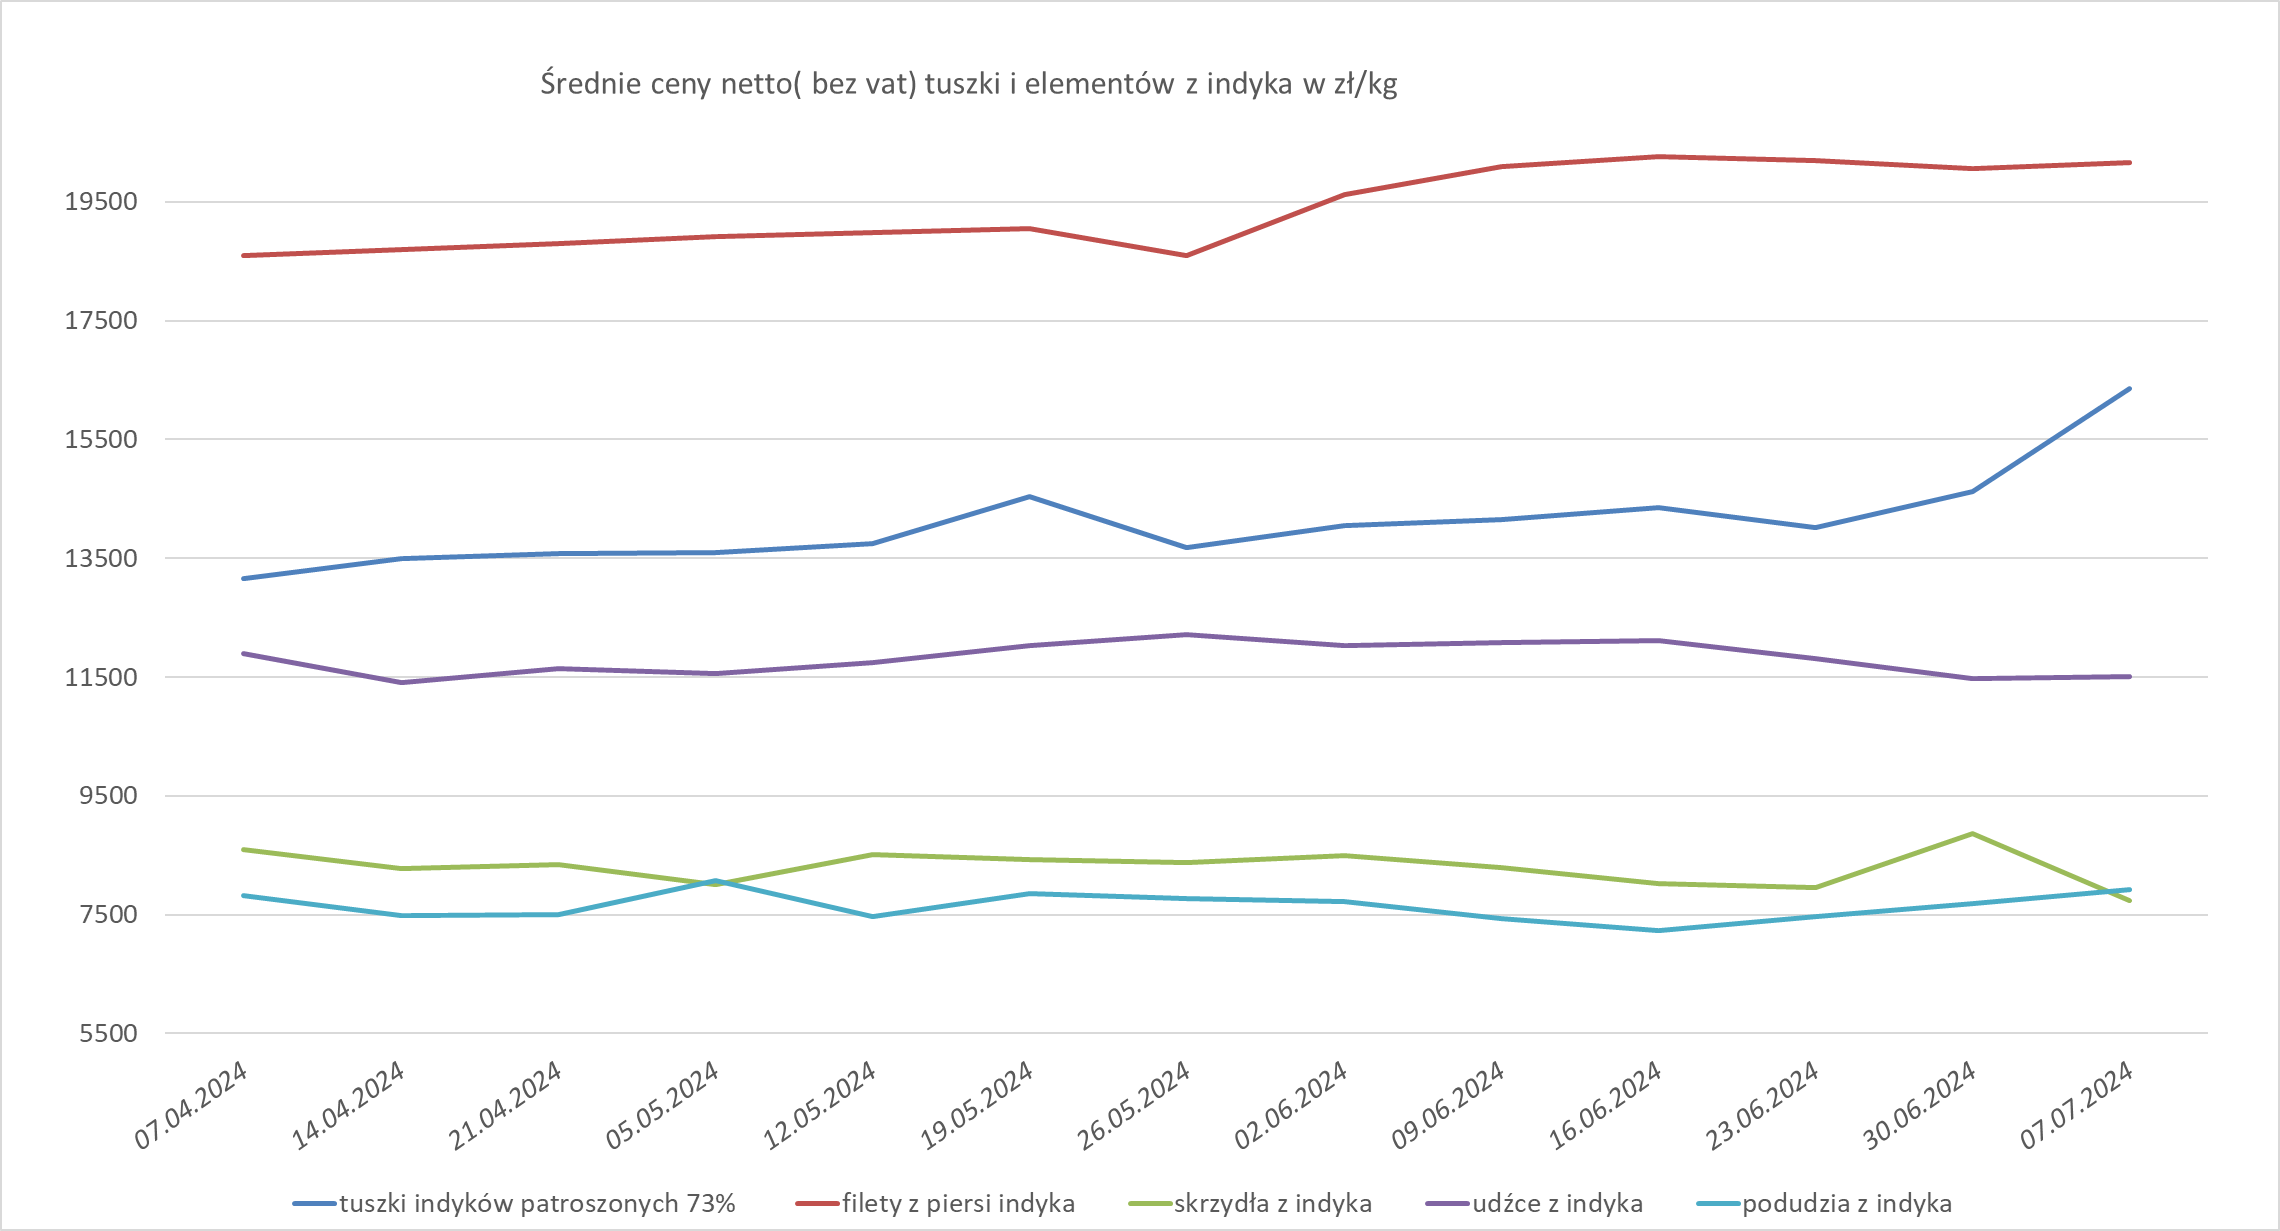 Średnie ceny netto( bez vat) tuszki i elementów z indyka w zł/kg
19500
17500
15500
13500
11500
9500
7500
5500
07.04.2024 14.04.2024 21.04.2024 05.05.2024 12.05.2024 19.05.2024 26.05.2024 02.06.2024 09.06.2024 16.06.2024 23.06.2024 30.06.2024 07.07.2024
tuszki indyków patroszonych 73% filety z piersi indyka skrzydła z indyka udźce z indyka podudzia z indyka